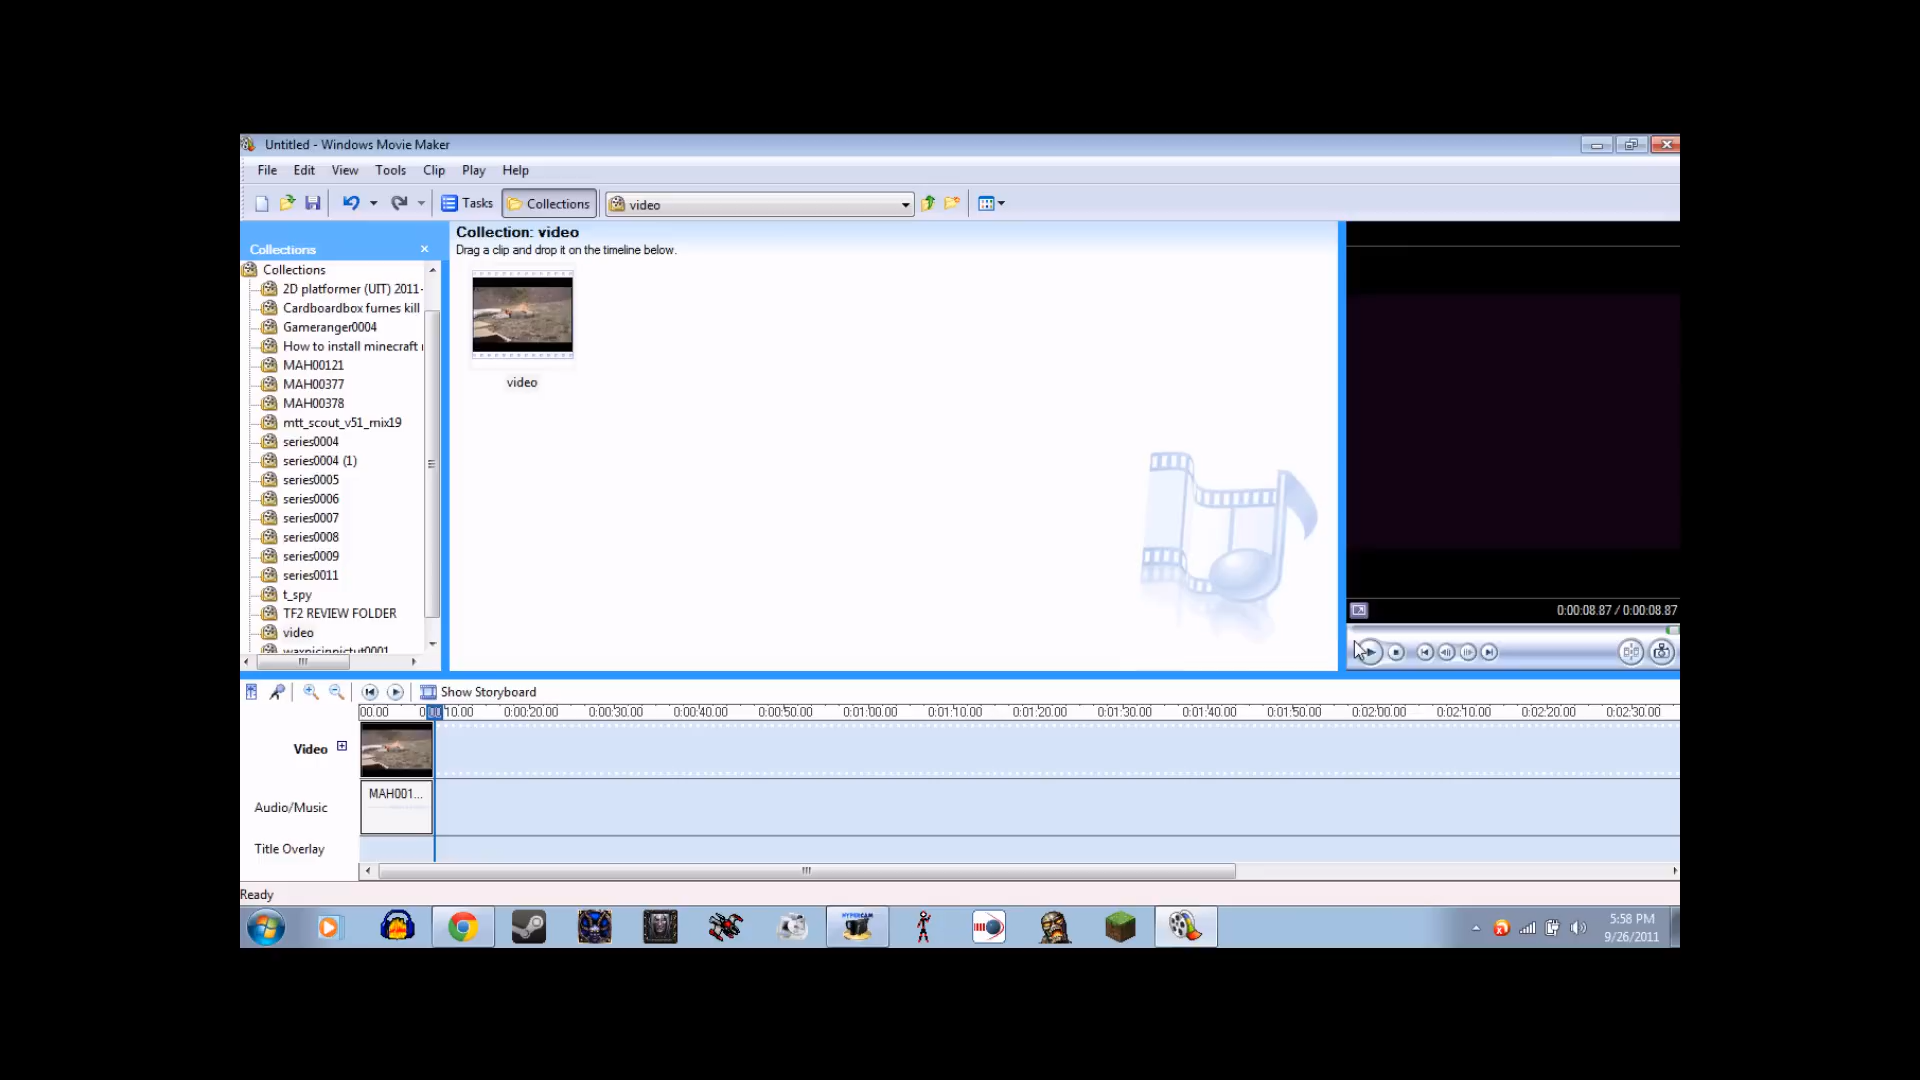 Untitled - Windows Movie Maker
File Edit View Tools Clip Play Help
Tasks Collections video
Collections
Collections
2D platformer (UIT) 2011-
Cardboardbox furnes kill
Gameranger0004
How to install minecraft
MAH00121
MAH00377
MAH00378
mtt_scout_v51_mix19
series0004
series0004 (1)
series0005
series0006
series0007
series0008
series0009
series0011
t_spy
TF2 REVIEW FOLDER
video
Collection: video
Drag a clip and drop it on the timeline below.
video
0:00:08.87 / 0:00:08.87
Show Storyboard
00.00 10.00 0:00:20.00 0:00:30.00 0:00:40.00 0:00:50.00 0:01:00.00 0:01:10.00 0:01:20.00 0:01:30.00 0:01:40.00 0:01:50.00 0:02:00.00 0:02:10.00 0:02:20.00 0:02:30.00
Video
MAH001...
Audio/Music
Title Overlay
Ready
HYPERCAM
5:58 PM
9/26/2011